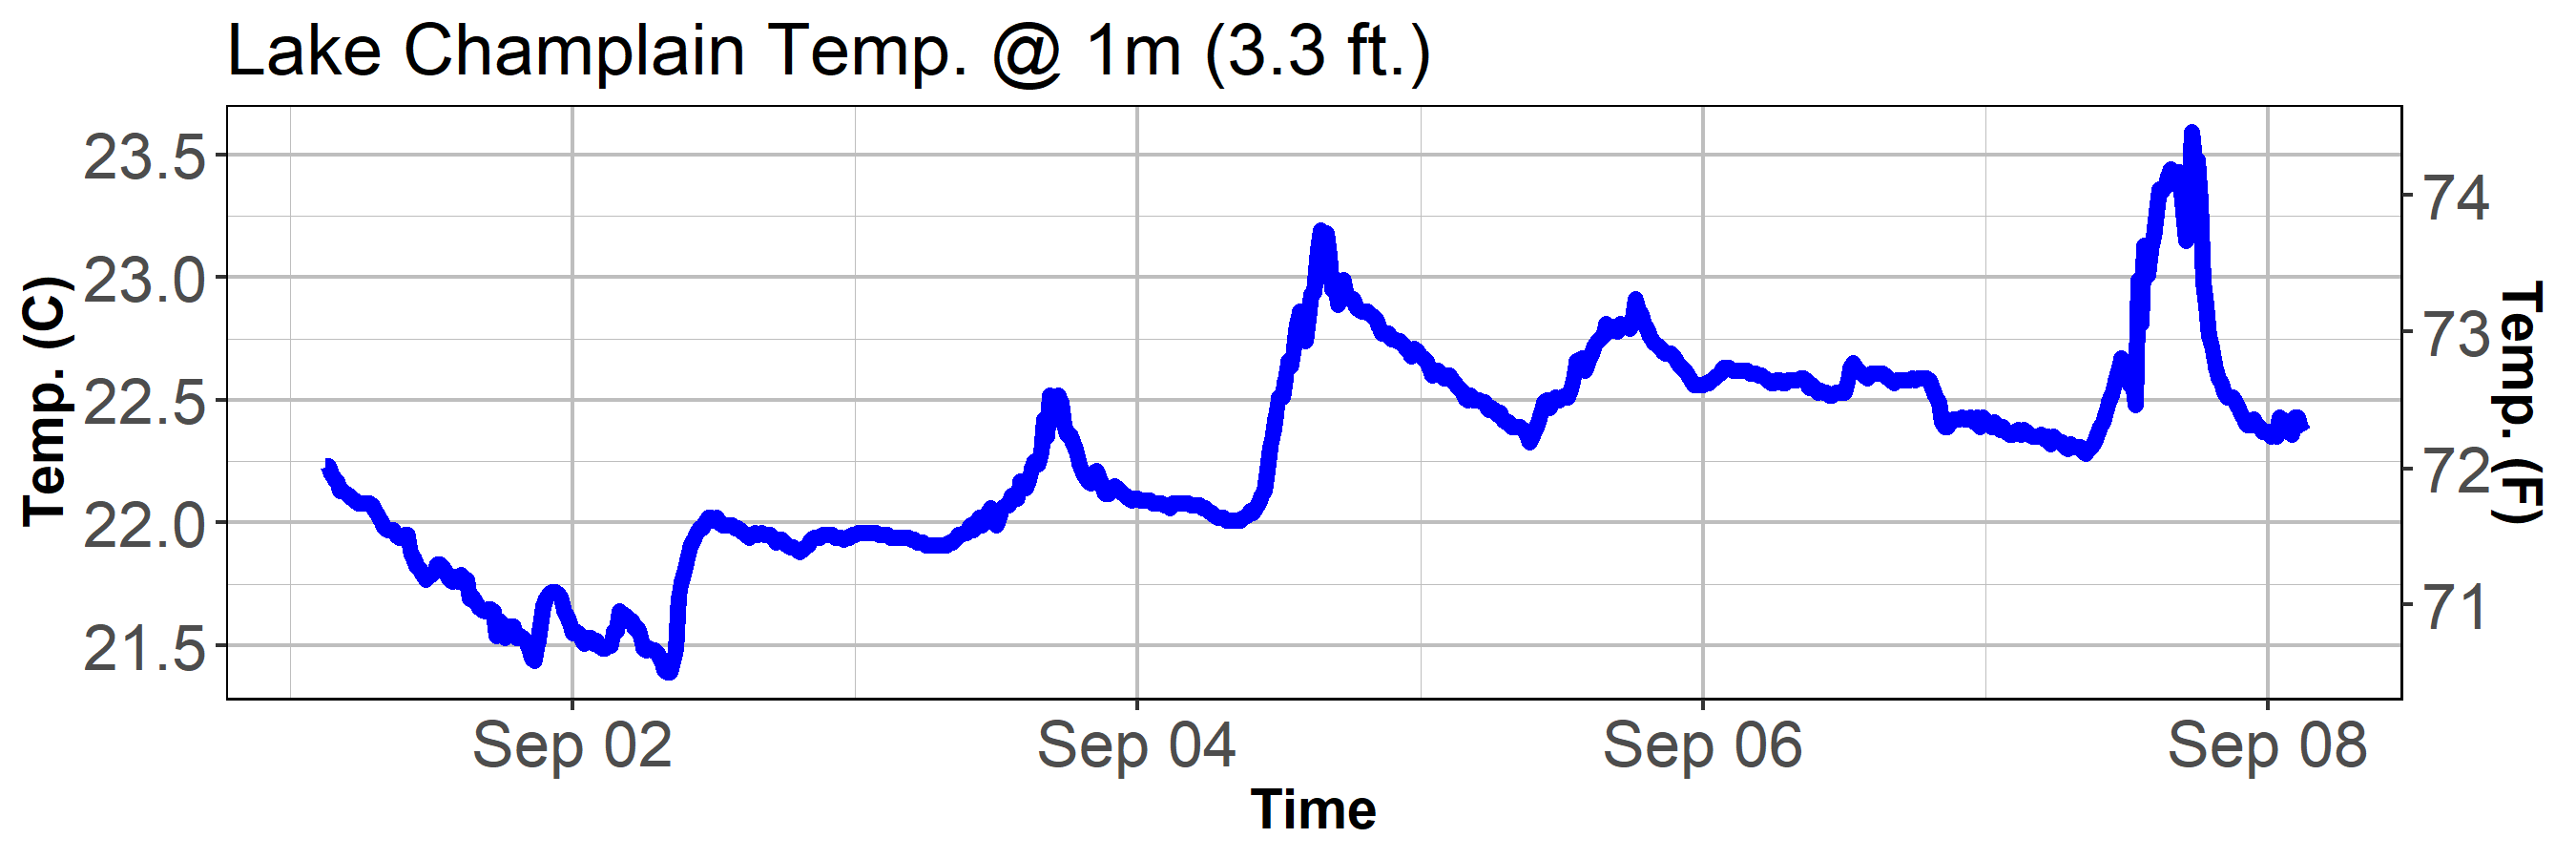 Lake Champlain Temp. @ 1m (3.3 ft.)
23.5
23.0
22.5
22.0
21.5
Temp. (C)
74
73
72
71
Temp. (F)
Sep 02 Sep 04 Sep 06 Sep 08
Time